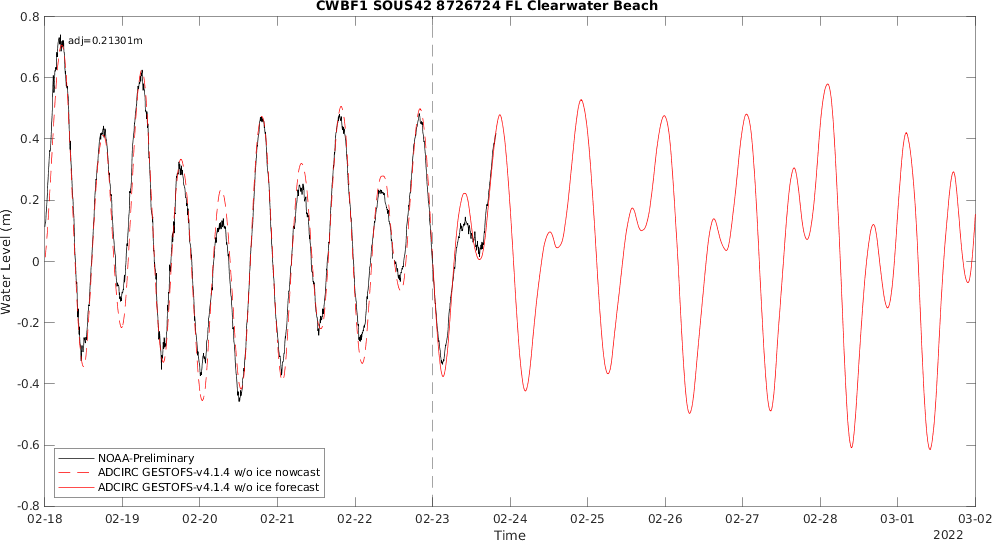 CWBF1 SOUS42 8726724 FL Clearwater Beach
adj=0.21301m
Water Level (m)
0.8
0.6
0.4
0.2
0
-0.2
-0.4
-0.6
-0.8
NOAA-Preliminary
ADCIRC GESTOFS-v4.1.4 w/o ice nowcast
ADCIRC GESTOFS-v4.1.4 w/o ice forecast
02-18 02-19 02-20 02-21 02-22 02-23 02-24 02-25 02-26 02-27 02-28 03-01 03-02
Time
2022